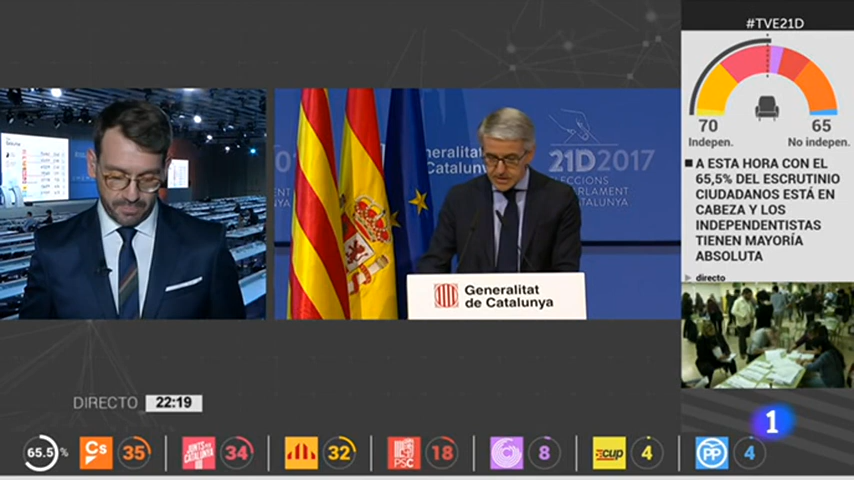 #TVE21D
70
65
Indepen.
No indepen.
A ESTA HORA CON EL
65,5% DEL ESCRUTINIO
CIUDADANOS ESTÁ EN
CABEZA Y LOS
INDEPENDENTISTAS
TIENEN MAYORÍA
ABSOLUTA
directo
Generalitat
Catalunya
21D2017
ELECCIONS
PARLAMENT
CATALUNYA
Generalitat
de Catalunya
DIRECTO 22:19
1
65.5% Cs 35 JUNTS PER CATALUNYA 34 32 PSC 18 8 cup 4 PP 4